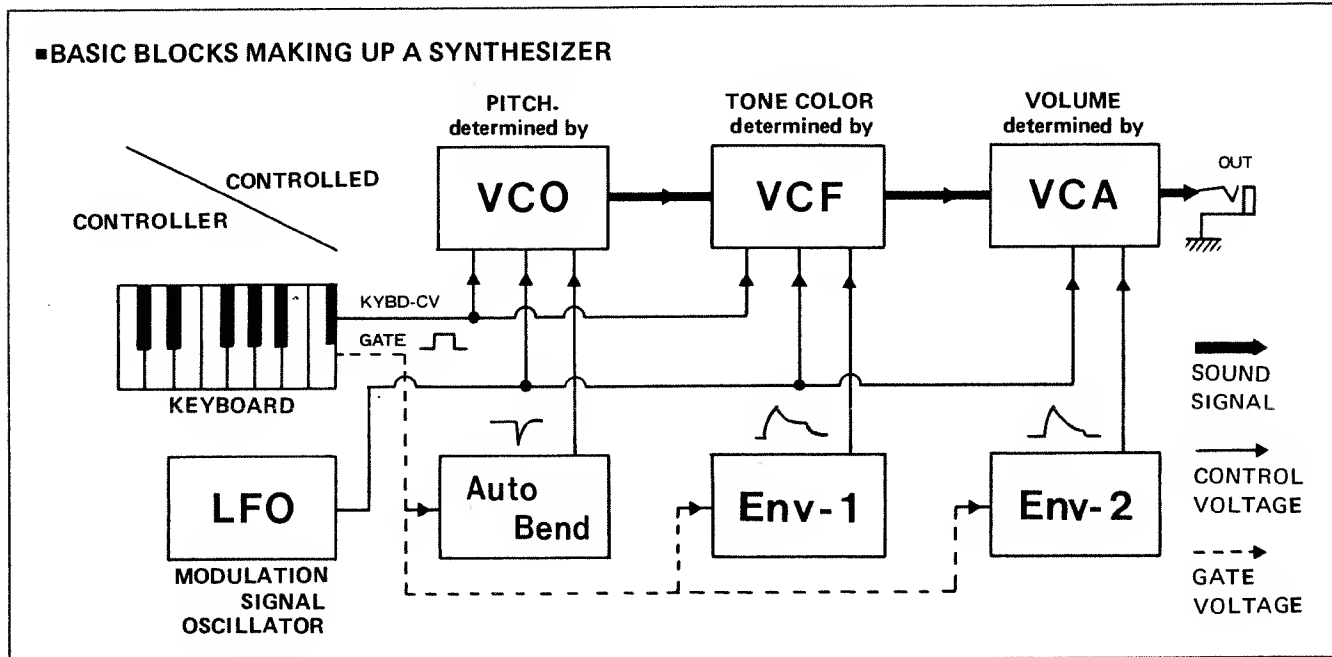 ■BASIC BLOCKS MAKING UP A SYNTHESIZER
PITCH.
determined by
TONE COLOR
determined by
VOLUME
determined by
CONTROLLED
CONTROLLER
VCO
VCF
VCA
OUT
KYBD-CV
GATE
KEYBOARD
SOUND
SIGNAL
LFO
Auto
Bend
Env-1
Env-2
CONTROL
VOLTAGE
MODULATION
SIGNAL
OSCILLATOR
GATE
VOLTAGE